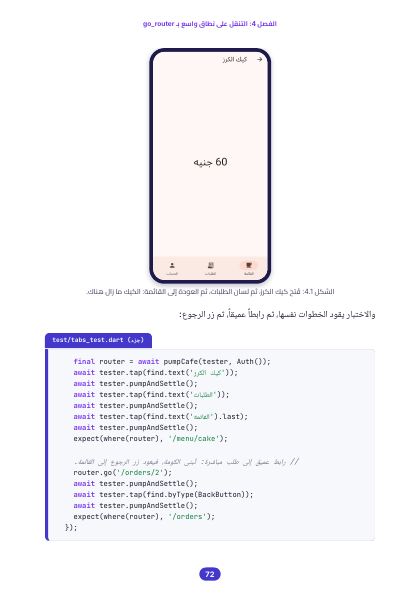 الفصل 4: التنقل على نطاق واسع بـ go_router
كيك الكرز
60 جنيه
القائمة
الطلبات
الحساب
الشكل 4.1: فُتح كيك الكرز، ثم لسان الطلبات، ثم العودة إلى القائمة: الكيك ما زال هناك.
والاختبار يقود الخطوات نفسها، ثم رابطاً عميقاً، ثم زر الرجوع:
test/tabs_test.dart (جزء)
final router = await pumpCafe(tester, Auth());
await tester.tap(find.text('كيك الكرز'));
await tester.pumpAndSettle();
await tester.tap(find.text('الطلبات'));
await tester.pumpAndSettle();
await tester.tap(find.text('القائمة').last);
await tester.pumpAndSettle();
expect(where(router), '/menu/cake');
// رابط عميق إلى طلب مباشرة: تُبنى الكومة، فيعود زر الرجوع إلى القائمة.
router.go('/orders/2');
await tester.pumpAndSettle();
await tester.tap(find.byType(BackButton));
await tester.pumpAndSettle();
expect(where(router), '/orders');
});
72